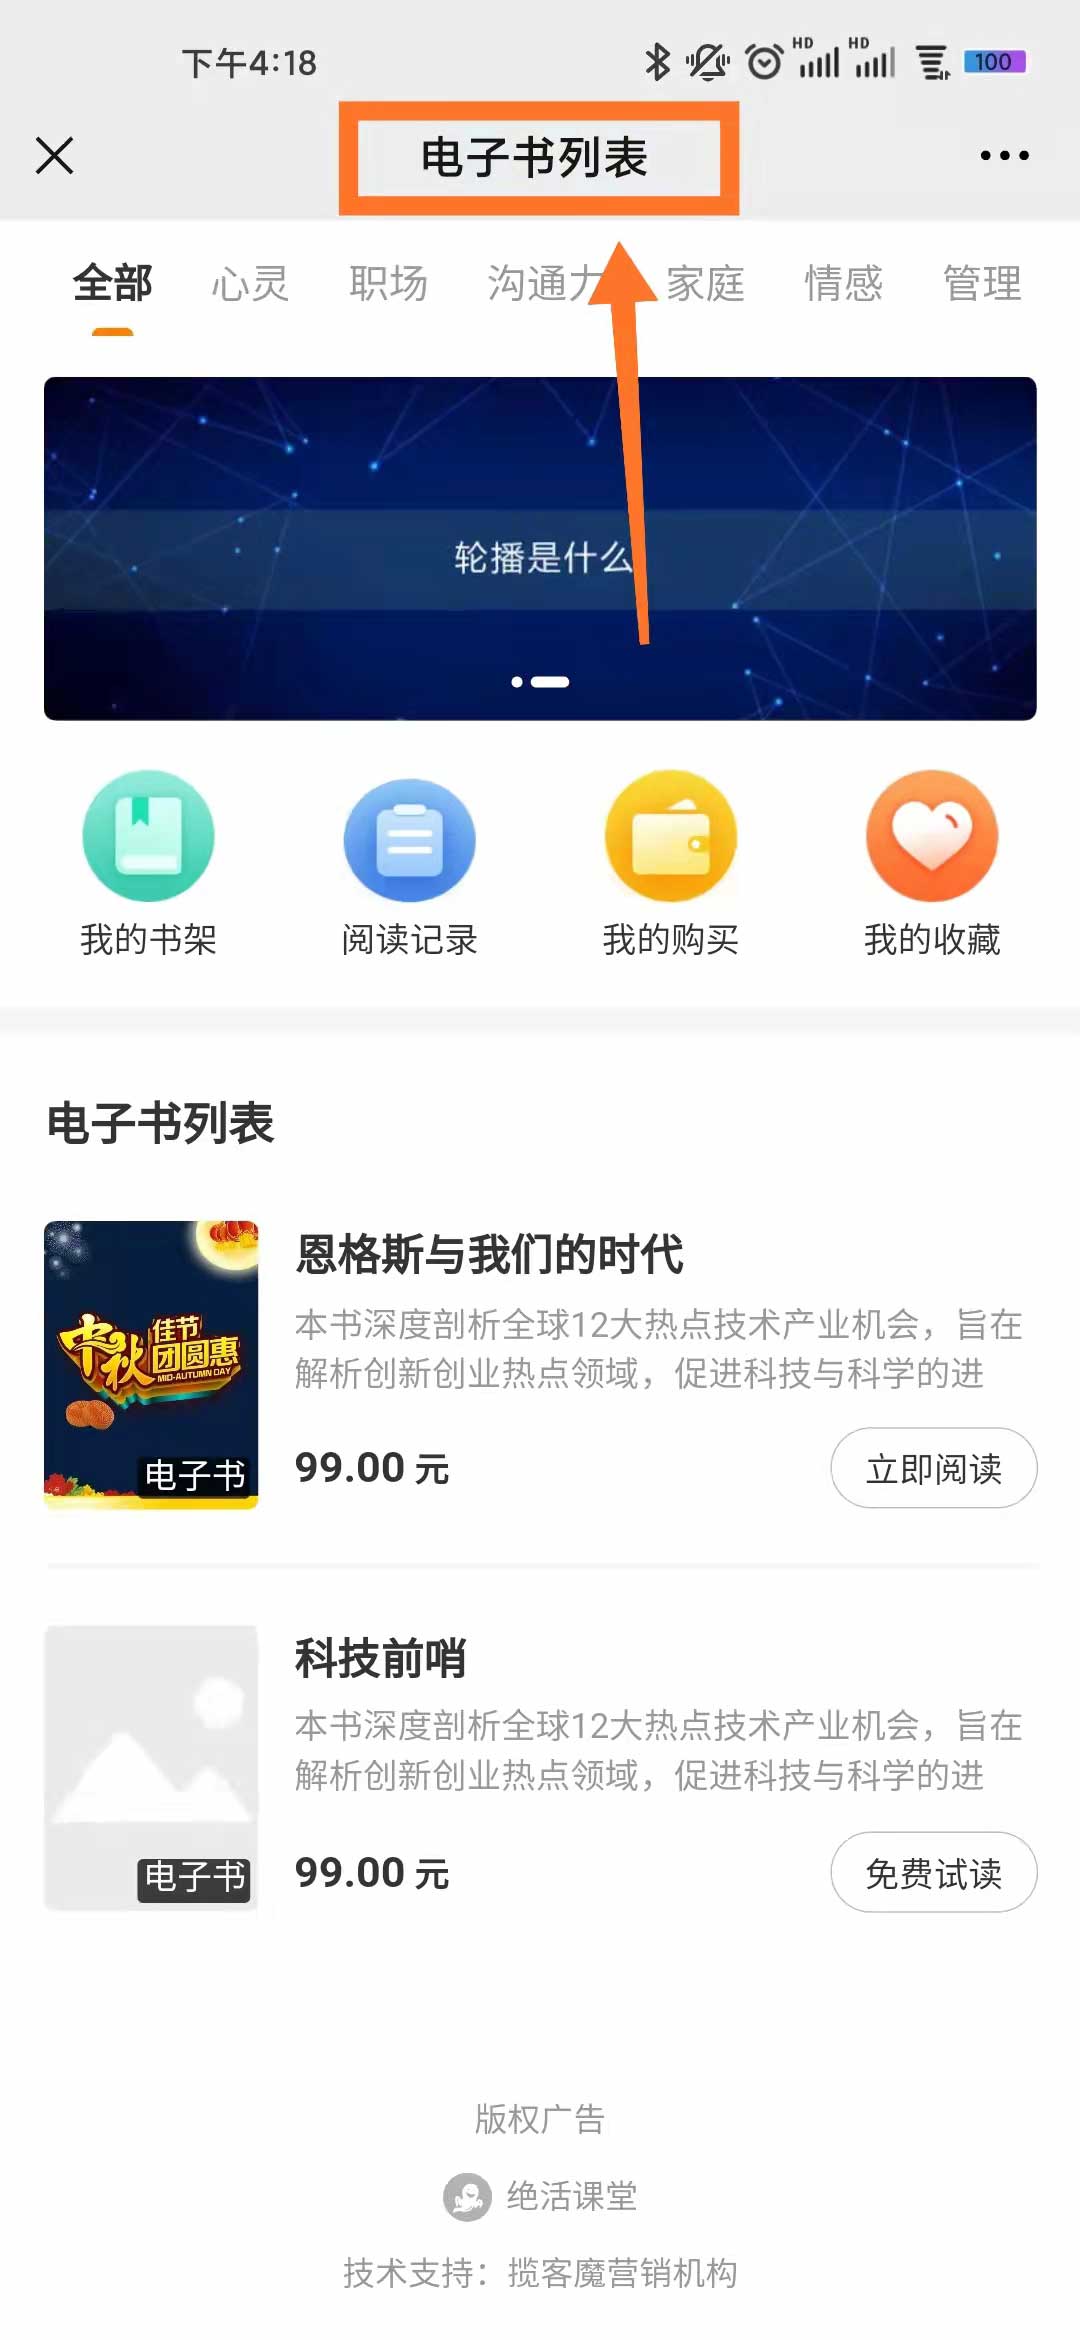 下午4:18
HD
HD
100
电子书列表
全部 心灵 职场 沟通力 家庭 情感 管理
轮播是什么
我的书架 阅读记录 我的购买 我的收藏
电子书列表
恩格斯与我们的时代
本书深度剖析全球12大热点技术产业机会，旨在
解析创新创业热点领域，促进科技与科学的进
中秋
佳节
团圆惠
MID-AUTUMN DAY
电子书
99.00 元
立即阅读
科技前哨
本书深度剖析全球12大热点技术产业机会，旨在
解析创新创业热点领域，促进科技与科学的进
电子书
99.00 元
免费试读
版权广告
绝活课堂
技术支持：揽客魔营销机构